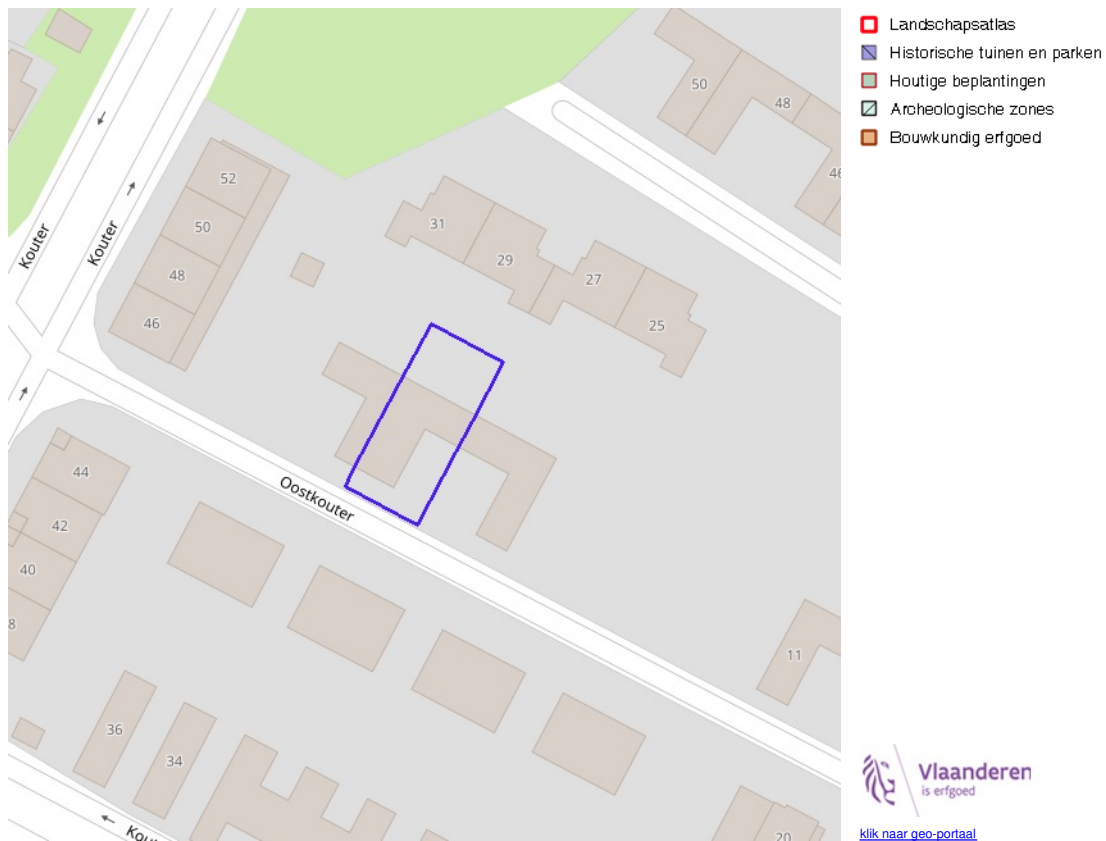 Landschapsatlas
Historische tuinen en parken
Houtige beplantingen
Archeologische zones
Bouwkundig erfgoed
50
48
46
52
50
48
46
31
29
27
25
Kouter
Kouter
Oostkouter
44
42
40
8
11
36
34
20
Kou
Vlaanderen
is erfgoed
klik naar geo-portaal